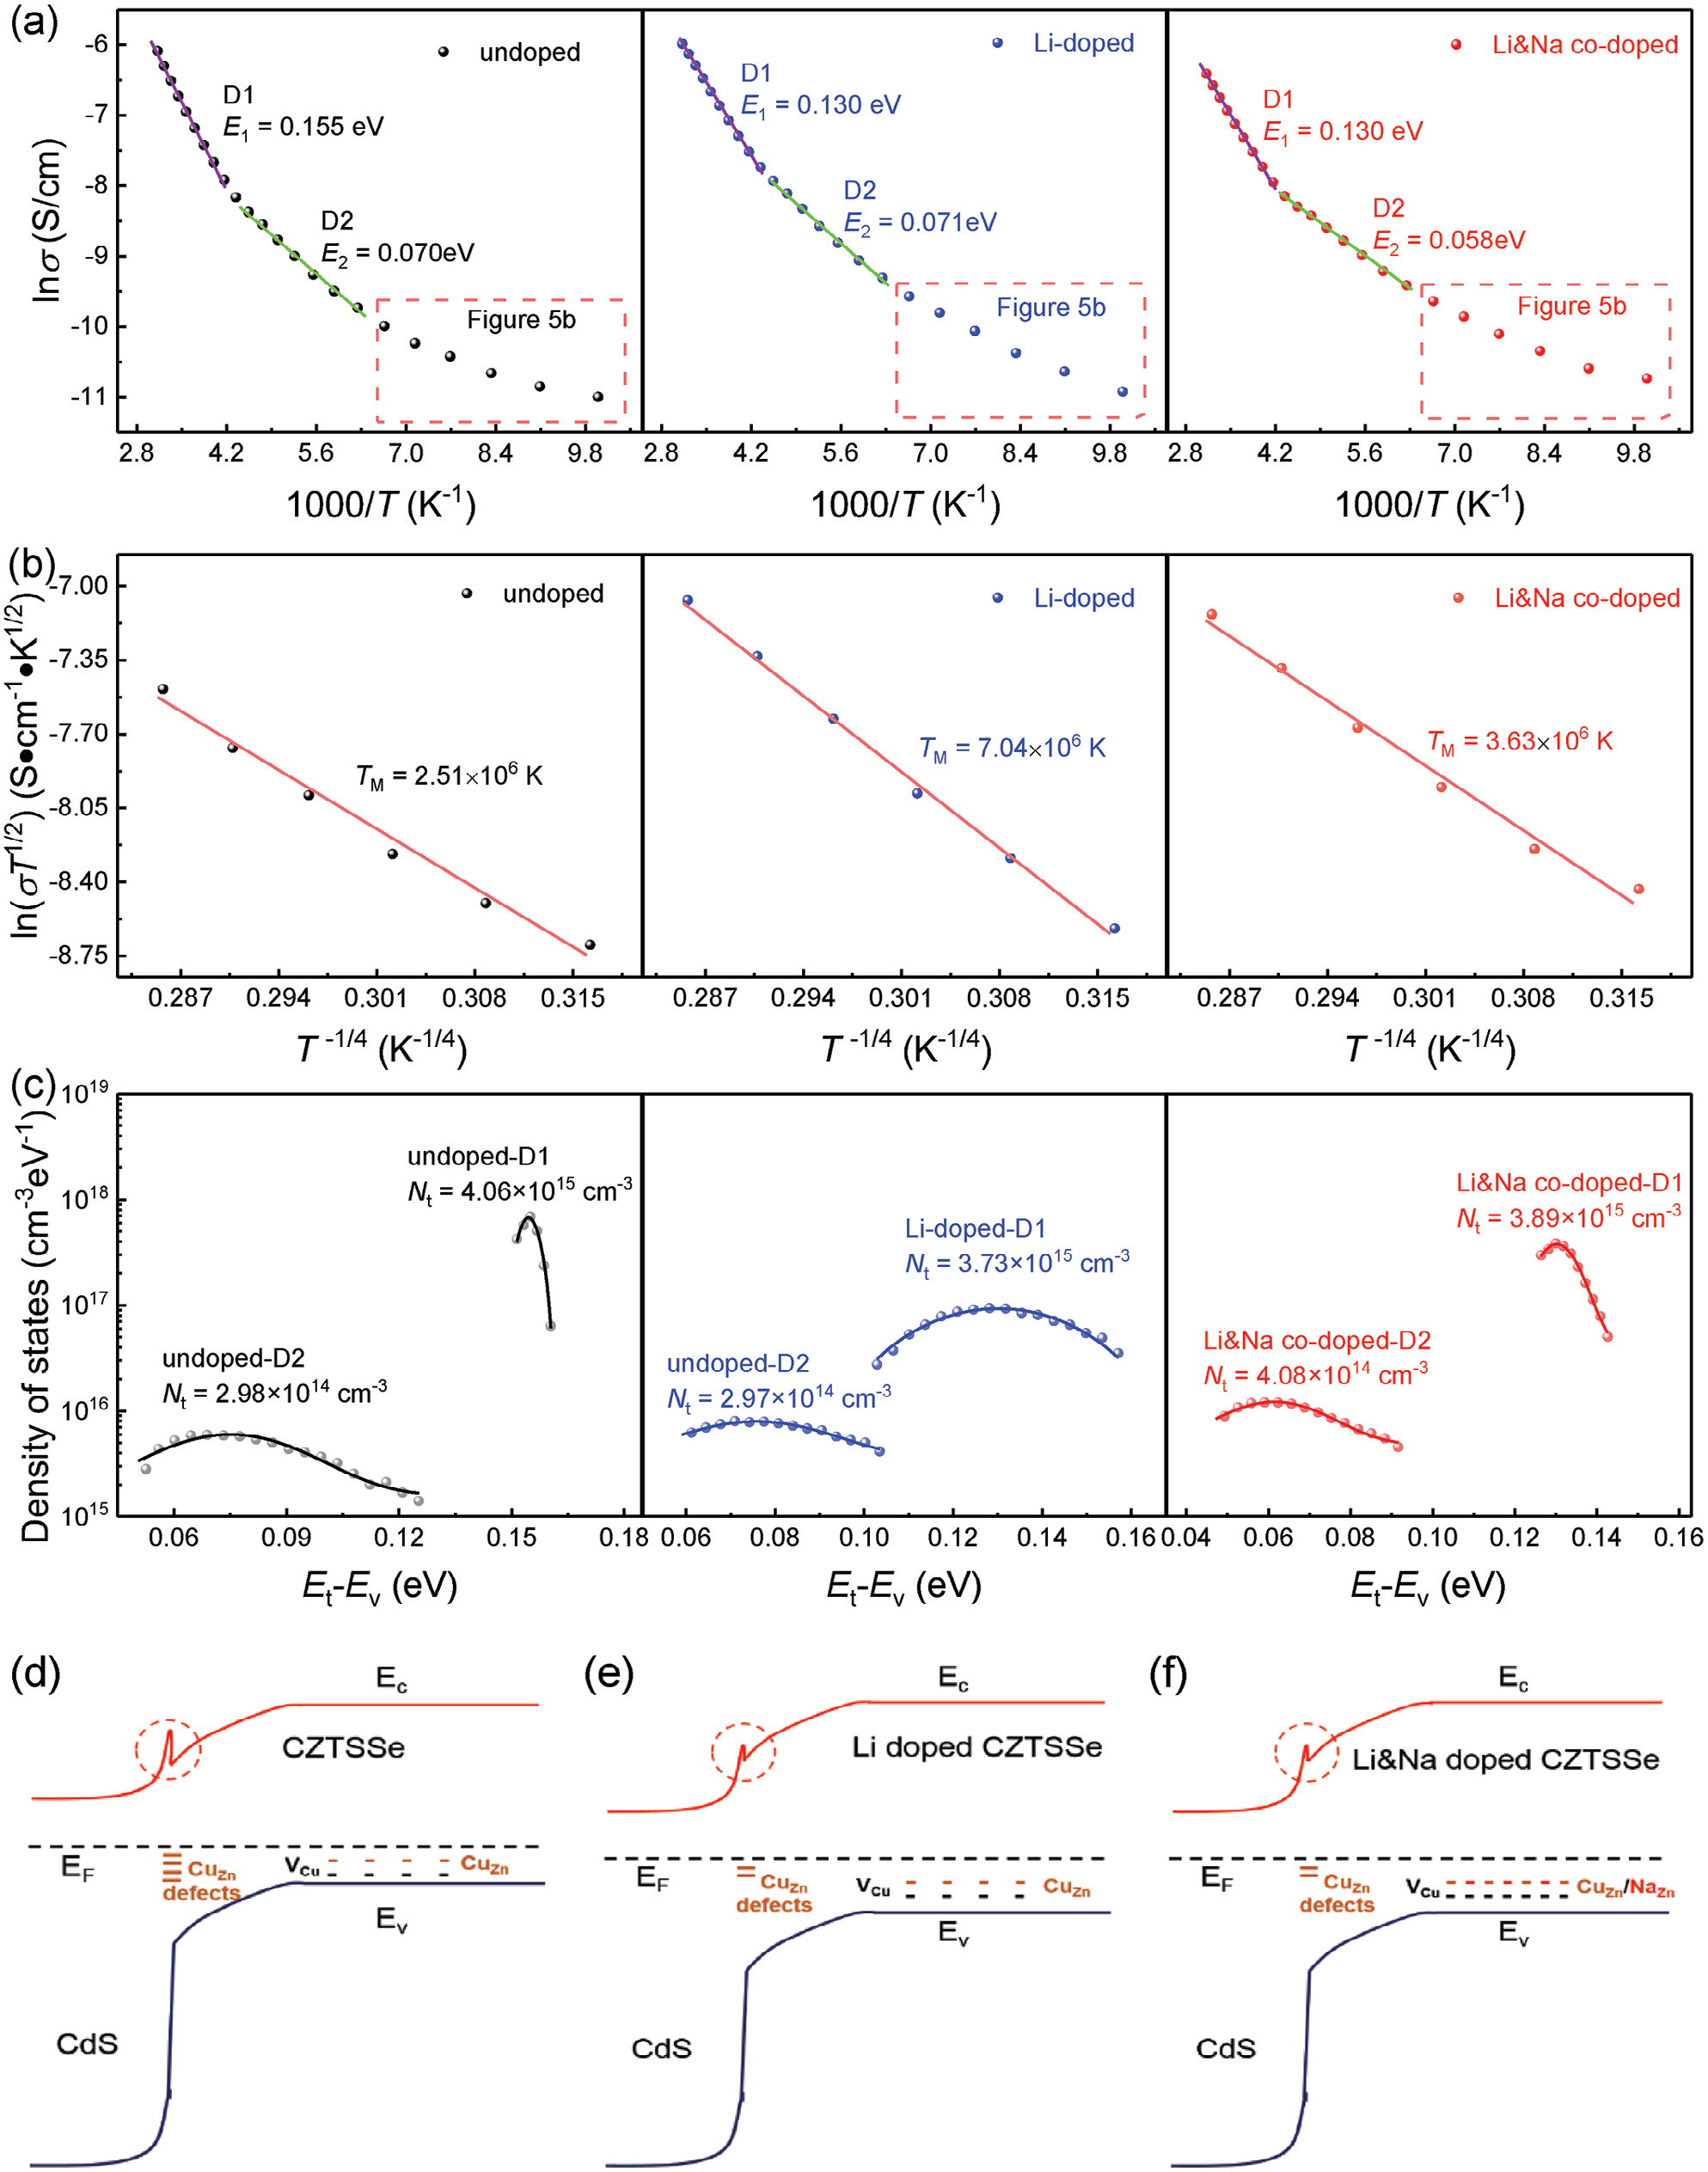 (a)
undoped
Li-doped
Li&Na co-doped
D1
E1 = 0.155 eV
D2
E2 = 0.070eV
Figure 5b
D1
E1 = 0.130 eV
D2
E2 = 0.071eV
Figure 5b
D1
E1 = 0.130 eV
D2
E2 = 0.058eV
Figure 5b
lnσ (S/cm)
-6
-7
-8
-9
-10
-11
2.8 4.2 5.6 7.0 8.4 9.8
2.8 4.2 5.6 7.0 8.4 9.8
2.8 4.2 5.6 7.0 8.4 9.8
1000/T (K-1)
1000/T (K-1)
1000/T (K-1)
(b)
undoped
Li-doped
Li&Na co-doped
TM = 2.51×10⁶ K
TM = 7.04×10⁶ K
TM = 3.63×10⁶ K
ln(σT1/2) (S●cm-1●K1/2)
-7.00
-7.35
-7.70
-8.05
-8.40
-8.75
0.287 0.294 0.301 0.308 0.315
0.287 0.294 0.301 0.308 0.315
0.287 0.294 0.301 0.308 0.315
T -1/4 (K-1/4)
T -1/4 (K-1/4)
T -1/4 (K-1/4)
(c)
Density of states (cm-3eV-1)
10¹⁹
10¹⁸
10¹⁷
10¹⁶
10¹⁵
undoped-D1
Nt = 4.06×10¹⁵ cm-3
undoped-D2
Nt = 2.98×10¹⁴ cm-3
Li-doped-D1
Nt = 3.73×10¹⁵ cm-3
undoped-D2
Nt = 2.97×10¹⁴ cm-3
Li&Na co-doped-D1
Nt = 3.89×10¹⁵ cm-3
Li&Na co-doped-D2
Nt = 4.08×10¹⁴ cm-3
0.06 0.09 0.12 0.15 0.18
0.06 0.08 0.10 0.12 0.14 0.16
0.04 0.06 0.08 0.10 0.12 0.14 0.16
Et-Ev (eV)
Et-Ev (eV)
Et-Ev (eV)
(d)
Ec
CZTSSe
EF
CuZn
defects
VCu
CuZn
Ev
CdS
(e)
Ec
Li doped CZTSSe
EF
CuZn
defects
VCu
CuZn
Ev
CdS
(f)
Ec
Li&Na doped CZTSSe
EF
CuZn
defects
VCu
CuZn/NaZn
Ev
CdS